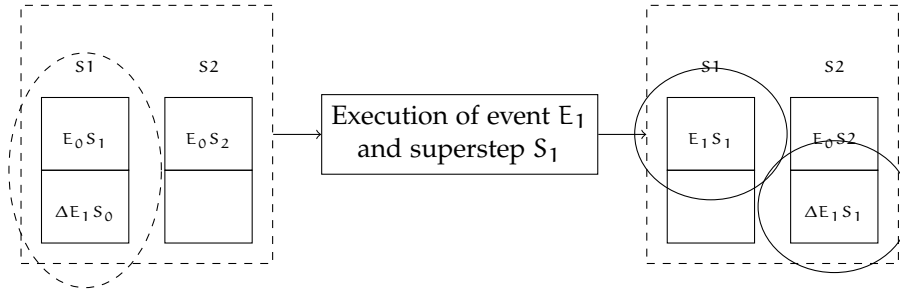 S1 S2
E₀S₁ E₀S₂
ΔE₁S₀
Execution of event E₁
and superstep S₁
S1 S2
E₁S₁ E₀S2
ΔE₁S₁